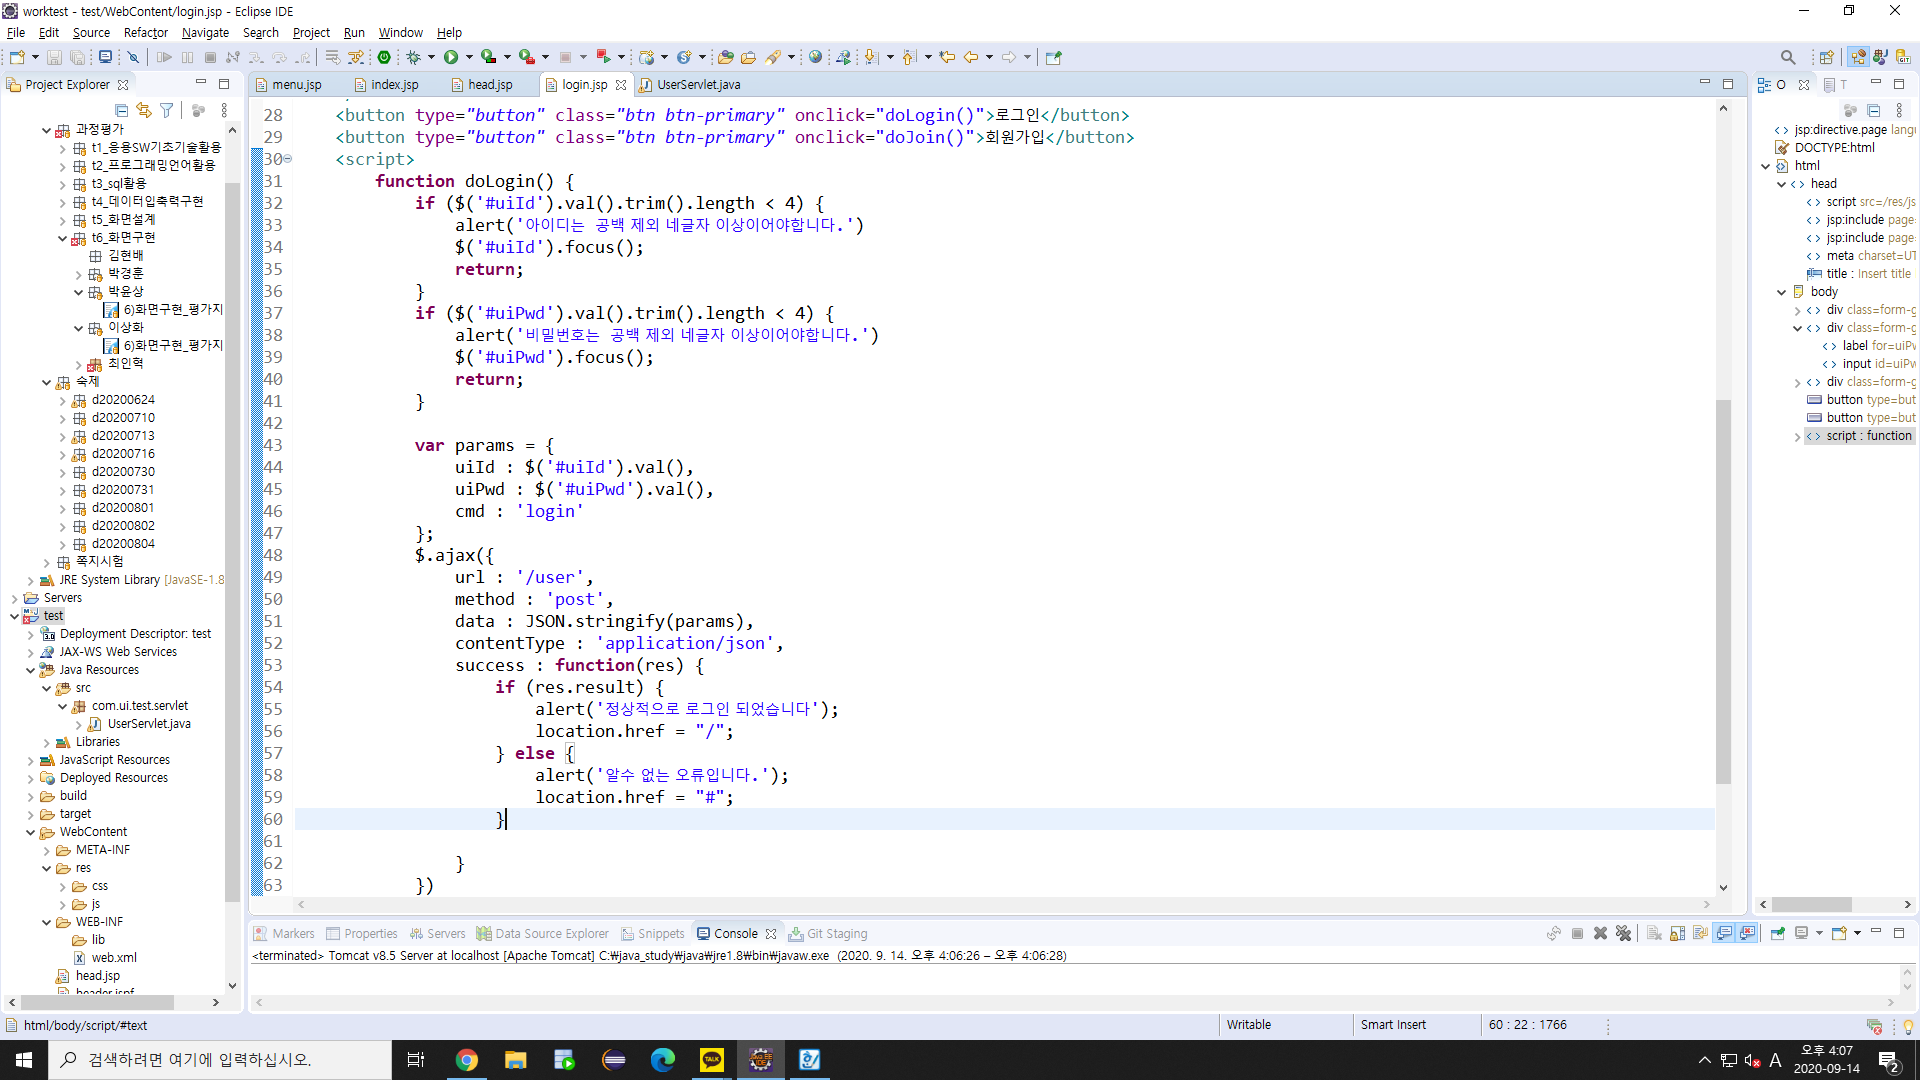 worktest - test/WebContent/login.jsp - Eclipse IDE
File Edit Source Refactor Navigate Search Project Run Window Help
Project Explorer
과정평가
t1_응용SW기초기술활용
t2_프로그래밍언어활용
t3_sql활용
t4_데이터입축력구현
t5_화면설계
t6_화면구현
김현배
박경훈
박윤상
6)화면구현_평가지
이상화
6)화면구현_평가지
최인혁
숙제
d20200624
d20200710
d20200713
d20200716
d20200730
d20200731
d20200801
d20200802
d20200804
쪽지시험
JRE System Library [JavaSE-1.8
Servers
test
Deployment Descriptor: test
JAX-WS Web Services
Java Resources
src
com.ui.test.servlet
UserServlet.java
Libraries
JavaScript Resources
Deployed Resources
build
target
WebContent
META-INF
res
css
js
WEB-INF
lib
web.xml
head.jsp
menu.jsp index.jsp head.jsp login.jsp UserServlet.java
28 <button type="button" class="btn btn-primary" onclick="doLogin()">로그인</button>
29 <button type="button" class="btn btn-primary" onclick="doJoin()">회원가입</button>
30 <script>
31 function doLogin() {
32 if ($('#uiId').val().trim().length < 4) {
33 alert('아이디는 공백 제외 네글자 이상이어야합니다.')
34 $('#uiId').focus();
35 return;
36 }
37 if ($('#uiPwd').val().trim().length < 4) {
38 alert('비밀번호는 공백 제외 네글자 이상이어야합니다.')
39 $('#uiPwd').focus();
40 return;
41 }
42
43 var params = {
44 uiId : $('#uiId').val(),
45 uiPwd : $('#uiPwd').val(),
46 cmd : 'login'
47 };
48 $.ajax({
49 url : '/user',
50 method : 'post',
51 data : JSON.stringify(params),
52 contentType : 'application/json',
53 success : function(res) {
54 if (res.result) {
55 alert('정상적으로 로그인 되었습니다');
56 location.href = "/";
57 } else {
58 alert('알수 없는 오류입니다.');
59 location.href = "#";
60 }
61
62 }
63 })
O T
jsp:directive.page lang
DOCTYPE:html
html
head
script src=/res/js
jsp:include page
jsp:include page
meta charset=UT
title : Insert title
body
div class=form-g
div class=form-g
label for=uiPw
input id=uiPw
div class=form-g
button type=but
button type=but
script : function
Markers Properties Servers Data Source Explorer Snippets Console Git Staging
<terminated> Tomcat v8.5 Server at localhost [Apache Tomcat] C:₩java_study₩java₩jre1.8₩bin₩javaw.exe (2020. 9. 14. 오후 4:06:26 – 오후 4:06:28)
html/body/script/#text
Writable
Smart Insert
60 : 22 : 1766
검색하려면 여기에 입력하십시오.
TALK
A
오후 4:07
2020-09-14
2